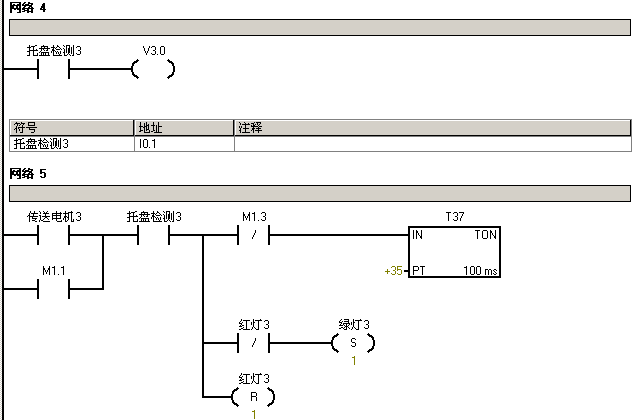 网络 4
托盘检测3 V3.0
符号 地址 注释
托盘检测3 I0.1
网络 5
传送电机3 托盘检测3 M1.3 T37
/ IN TON
M1.1 +35 PT 100 ms
红灯3 绿灯3
/ S
1
红灯3
R
1